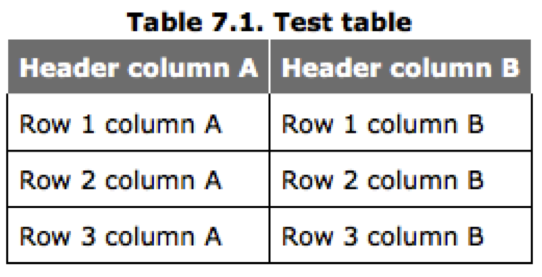 Table 7.1. Test table
Header column A Header column B
Row 1 column A Row 1 column B
Row 2 column A Row 2 column B
Row 3 column A Row 3 column B